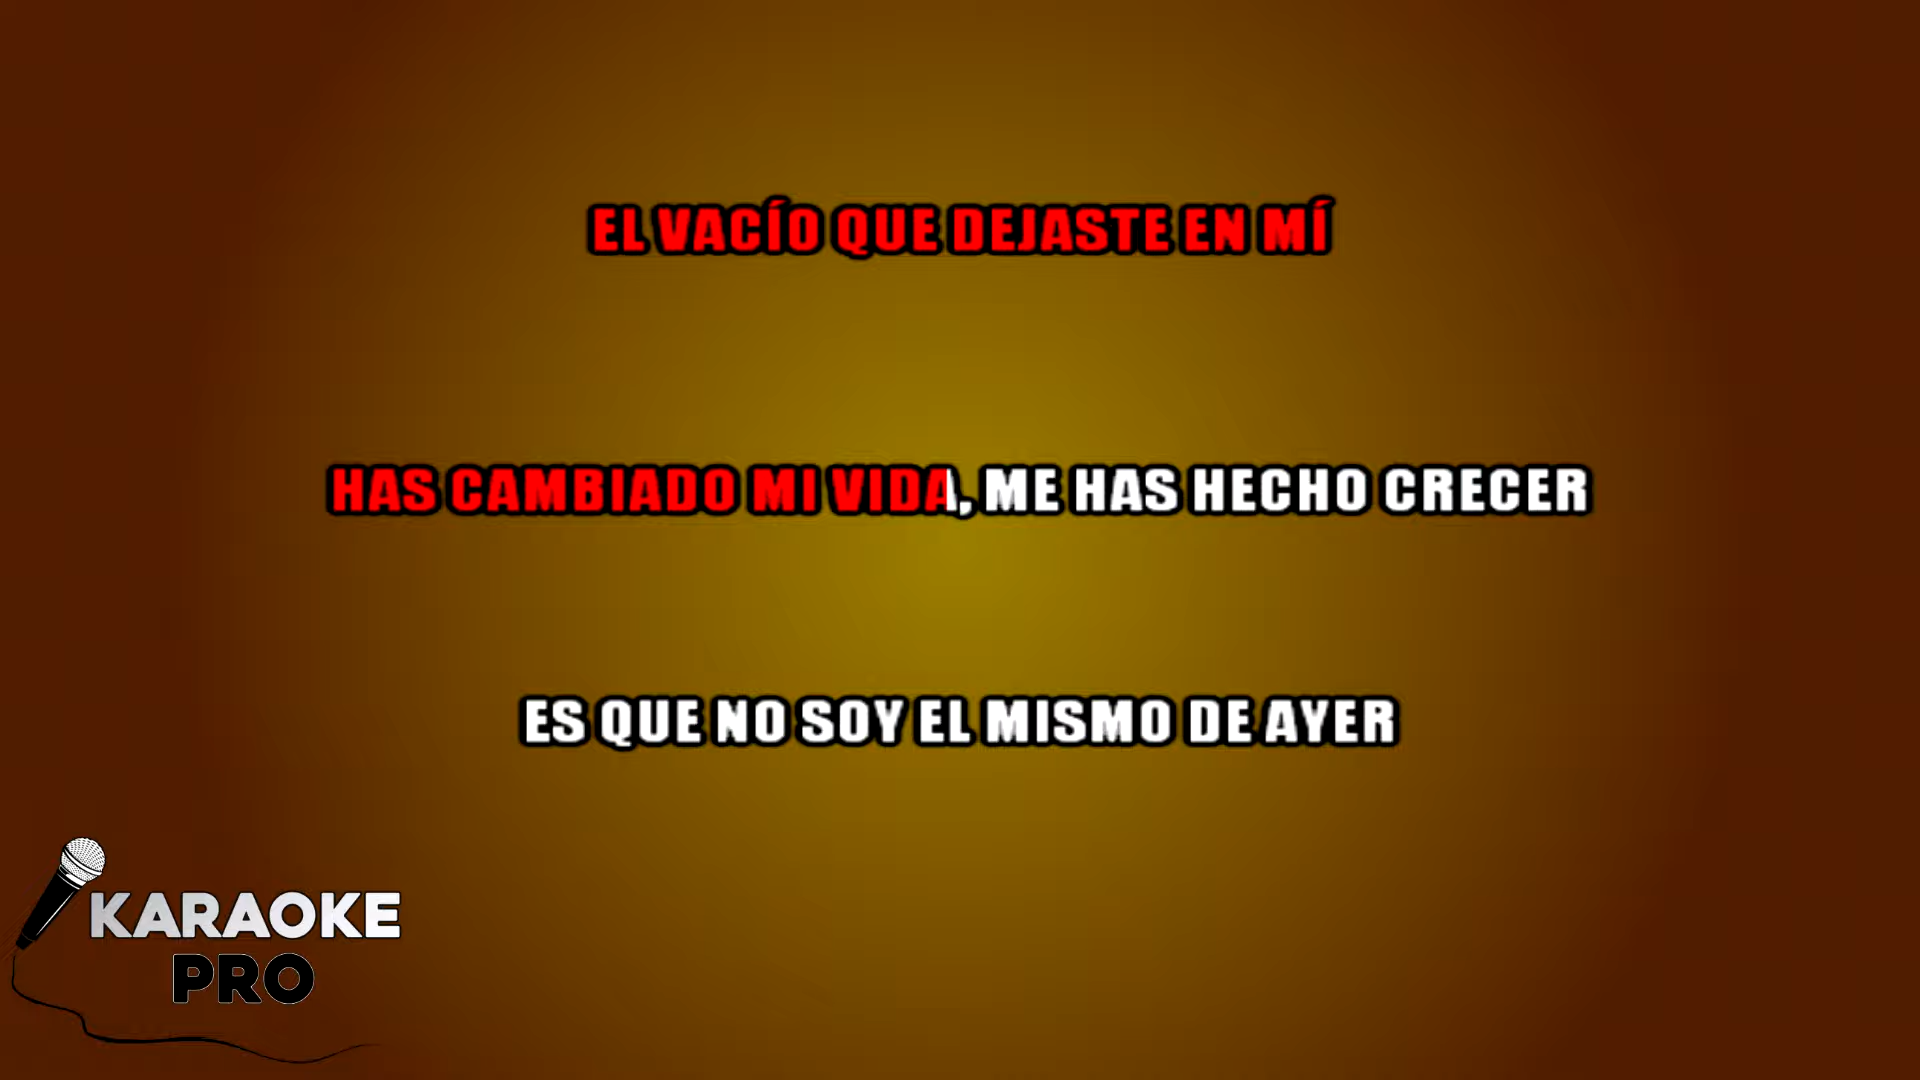 EL VACÍO QUE DEJASTE EN MÍ
HAS CAMBIADO MI VIDA, ME HAS HECHO CRECER
ES QUE NO SOY EL MISMO DE AYER
KARAOKE
PRO